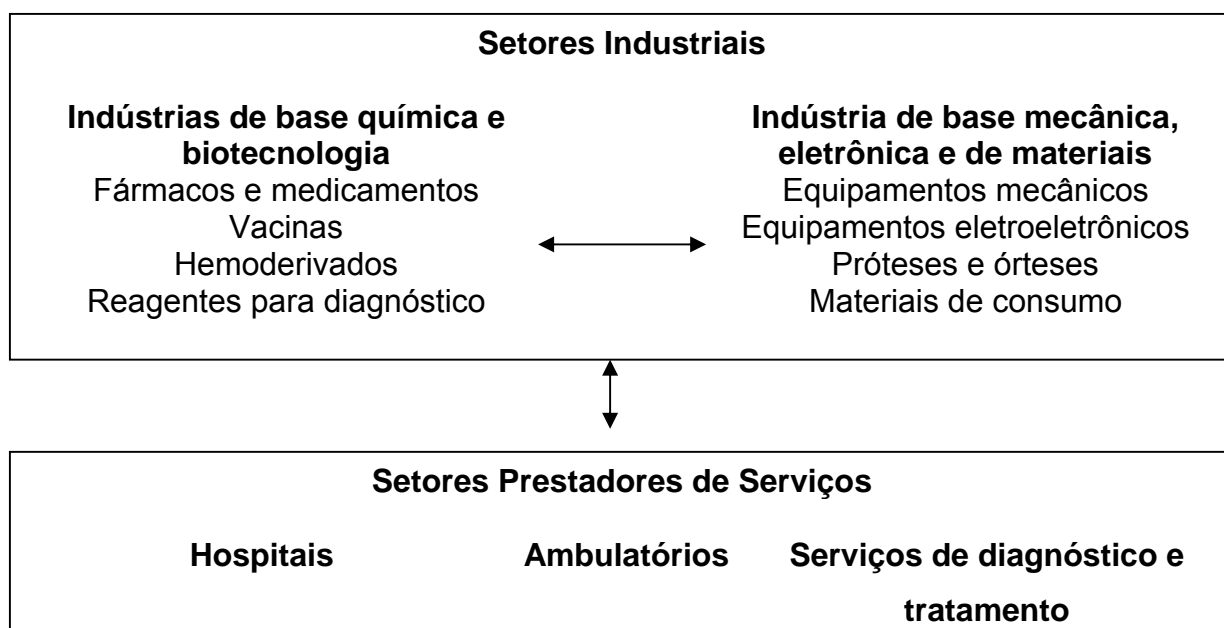 Setores Industriais
Indústrias de base química e
biotecnologia
Fármacos e medicamentos
Vacinas
Hemoderivados
Reagentes para diagnóstico
Indústria de base mecânica,
eletrônica e de materiais
Equipamentos mecânicos
Equipamentos eletroeletrônicos
Próteses e órteses
Materiais de consumo
Setores Prestadores de Serviços
Hospitais
Ambulatórios
Serviços de diagnóstico e
tratamento